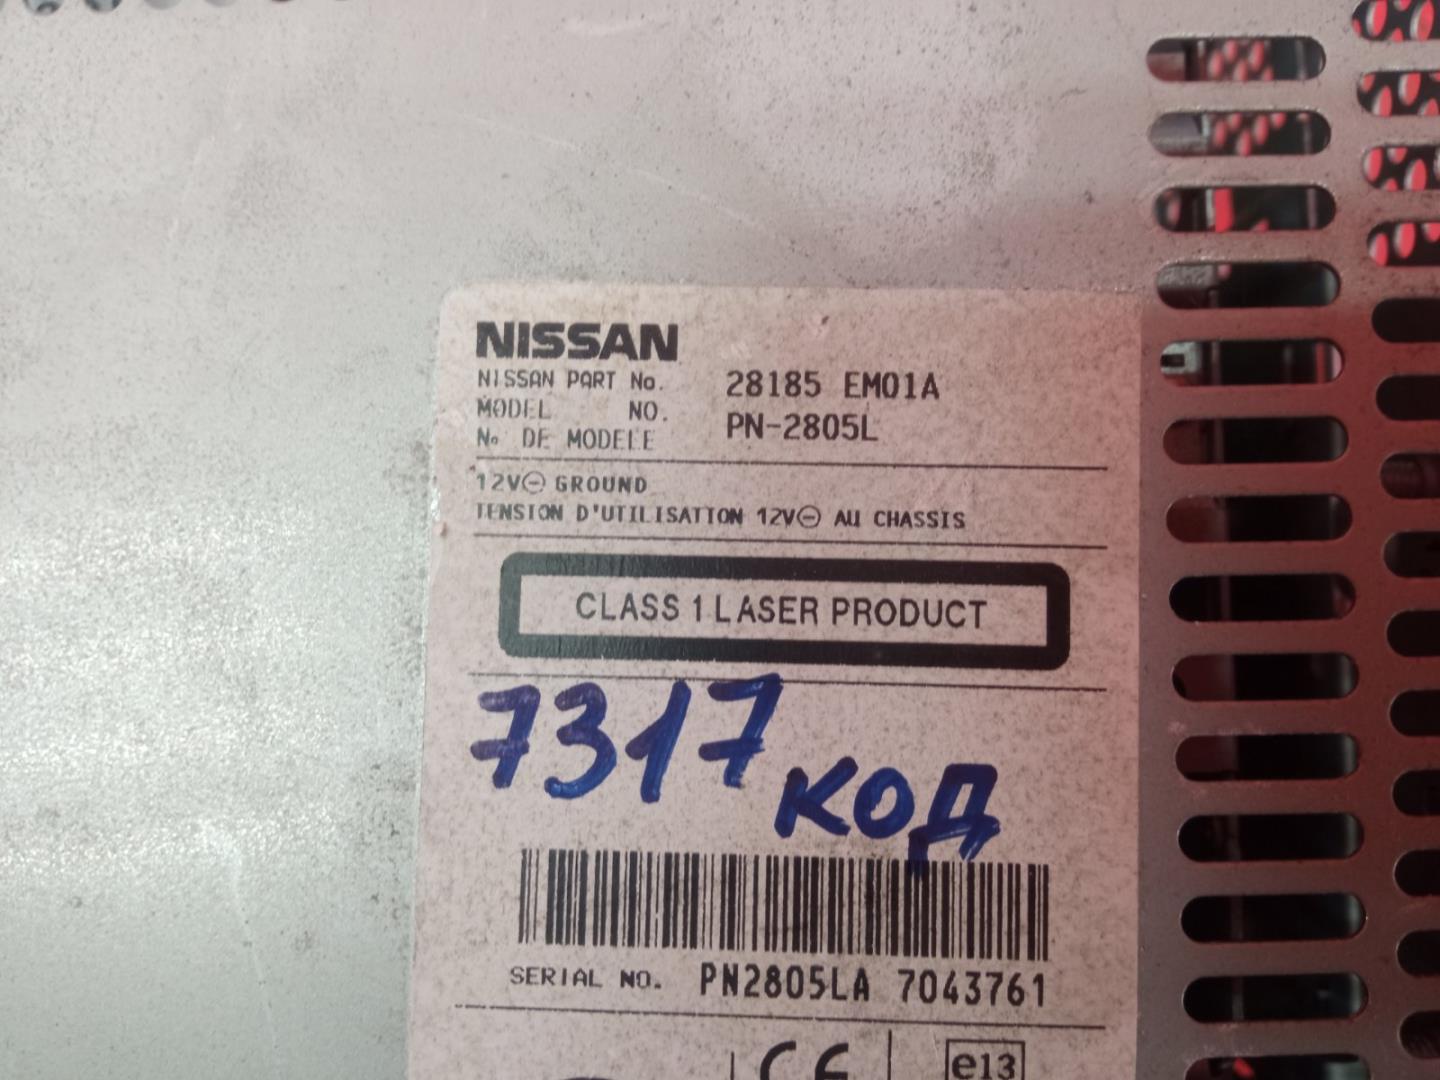 NISSAN
NISSAN PART No. 28185 EM01A
MODEL NO. PN-2805L
No DE MODELE
12V⊖ GROUND
TENSION D'UTILISATION 12V⊖ AU CHASSIS
CLASS 1 LASER PRODUCT
7317 код
SERIAL NO. PN2805LA 7043761
CE e13